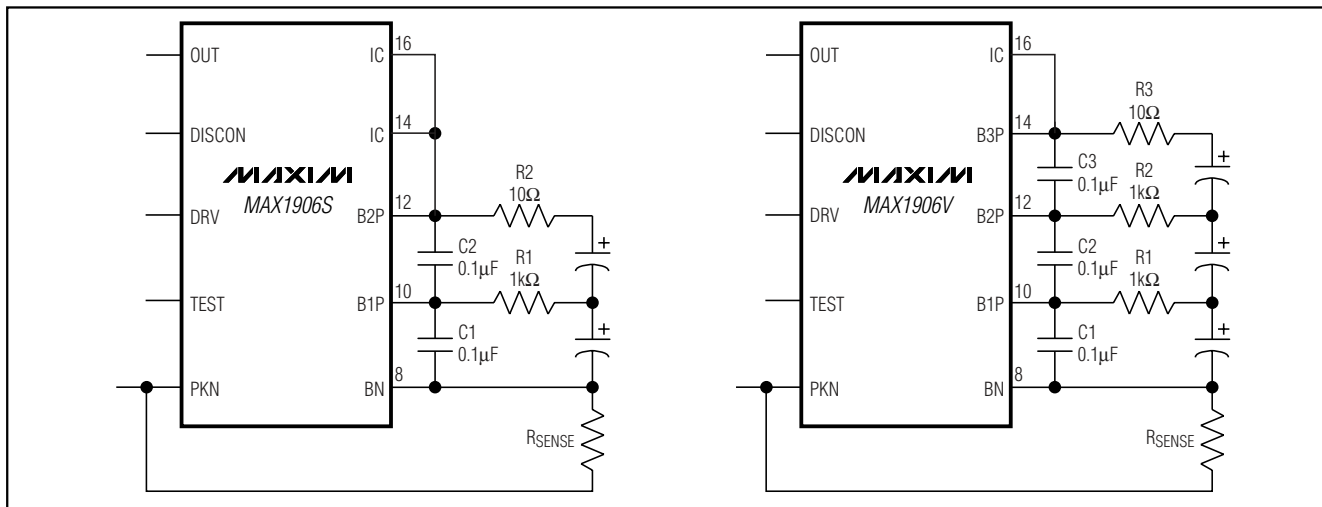 OUT
IC
16
DISCON
IC
14
MAXIM
MAX1906S
R2
10Ω
DRV
B2P
12
C2
0.1µF
R1
1kΩ
TEST
B1P
10
C1
0.1µF
PKN
BN
8
RSENSE
OUT
IC
16
R3
10Ω
DISCON
B3P
14
MAXIM
MAX1906V
C3
0.1µF
R2
1kΩ
DRV
B2P
12
C2
0.1µF
R1
1kΩ
TEST
B1P
10
C1
0.1µF
PKN
BN
8
RSENSE